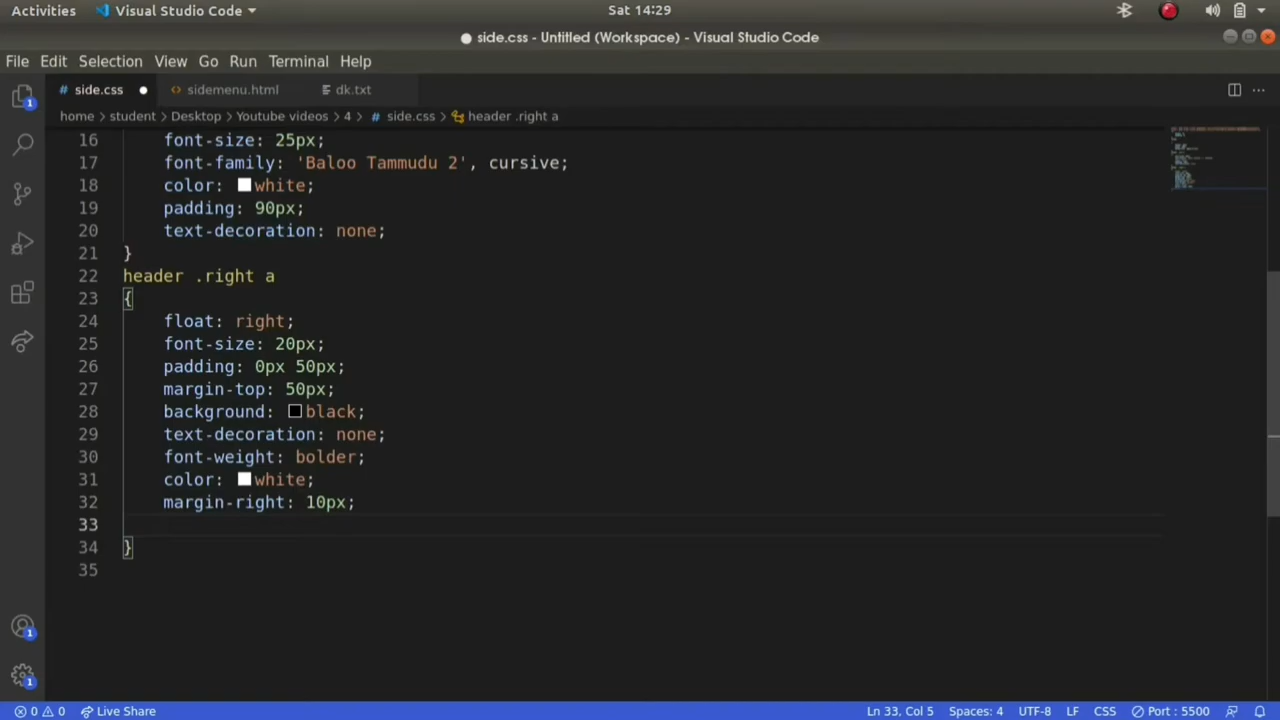 Activities Visual Studio Code Sat 14:29
side.css - Untitled (Workspace) - Visual Studio Code
File Edit Selection View Go Run Terminal Help
# side.css <> sidemenu.html dk.txt
home > student > Desktop > Youtube videos > 4 > # side.css > header .right a
16 font-size: 25px;
17 font-family: 'Baloo Tammudu 2', cursive;
18 color: white;
19 padding: 90px;
20 text-decoration: none;
21 }
22 header .right a
23 {
24 float: right;
25 font-size: 20px;
26 padding: 0px 50px;
27 margin-top: 50px;
28 background: black;
29 text-decoration: none;
30 font-weight: bolder;
31 color: white;
32 margin-right: 10px;
33
34 }
35
1
1
1
0 0 Live Share Ln 33, Col 5 Spaces: 4 UTF-8 LF CSS Port : 5500